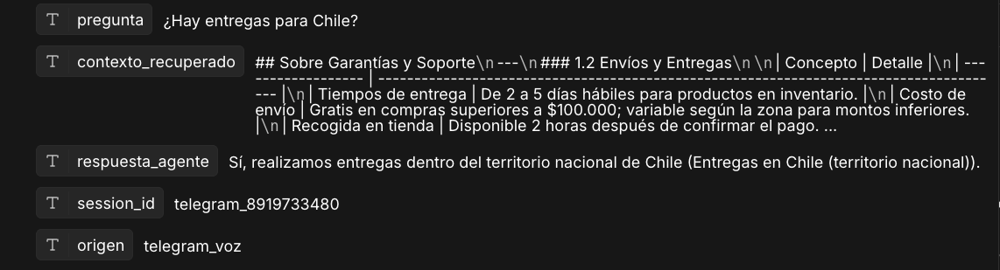 pregunta ¿Hay entregas para Chile?
contexto_recuperado ## Sobre Garantías y Soporte\n---\n### 1.2 Envíos y Entregas\n \n| Concepto | Detalle |\n| ---
----------------- | -------------------------------------------------------------------------------------
--- |\n| Tiempos de entrega | De 2 a 5 días hábiles para productos en inventario. |\n| Costo de
envío | Gratis en compras superiores a $100.000; variable según la zona para montos inferiores.
|\n| Recogida en tienda | Disponible 2 horas después de confirmar el pago. ...
respuesta_agente Sí, realizamos entregas dentro del territorio nacional de Chile (Entregas en Chile (territorio nacional)).
session_id telegram_8919733480
origen telegram_voz